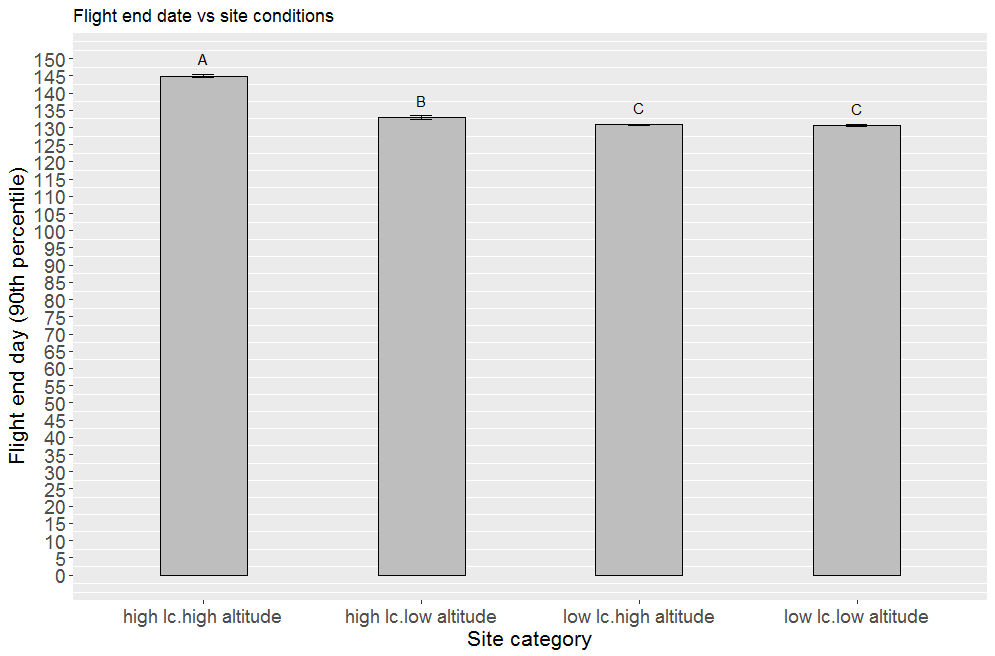 Flight end date vs site conditions
Flight end day (90th percentile)
150
145
140
135
130
125
120
115
110
105
100
95
90
85
80
75
70
65
60
55
50
45
40
35
30
25
20
15
10
5
0
A
B
C
C
high lc.high altitude
high lc.low altitude
low lc.high altitude
low lc.low altitude
Site category